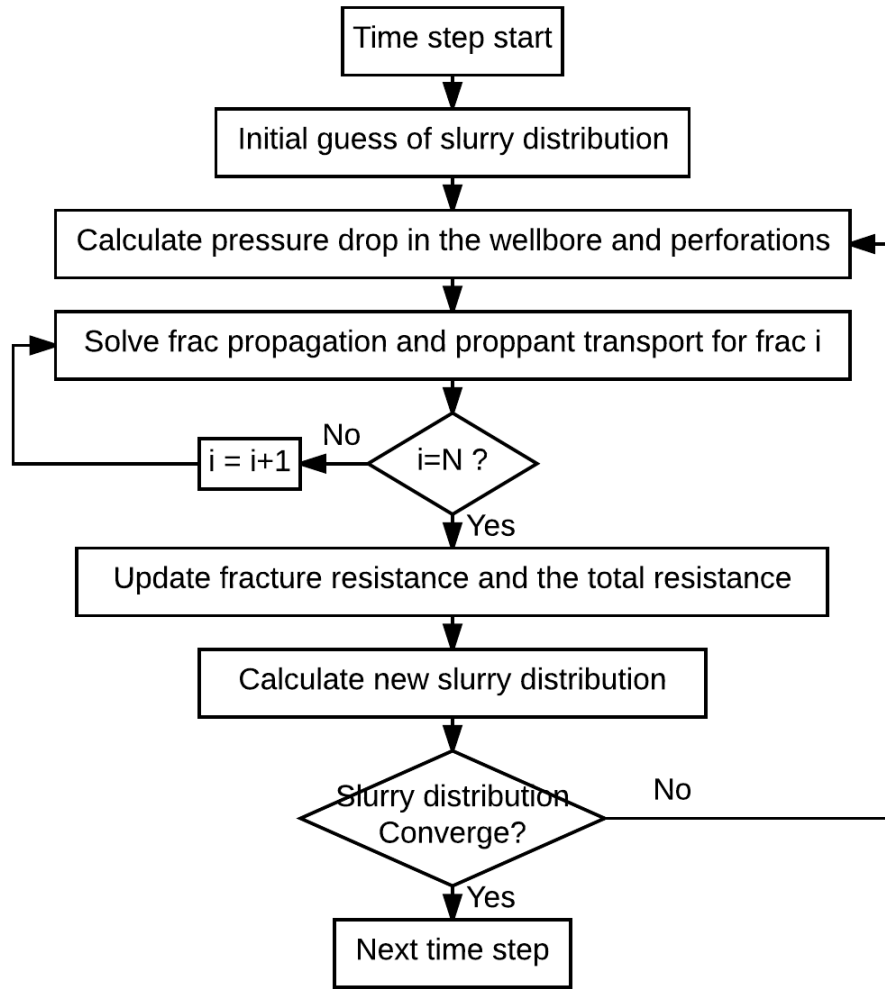 Time step start
Initial guess of slurry distribution
Calculate pressure drop in the wellbore and perforations
Solve frac propagation and proppant transport for frac i
No
i = i+1
i=N ?
Yes
Update fracture resistance and the total resistance
Calculate new slurry distribution
Slurry distribution
Converge?
No
Yes
Next time step